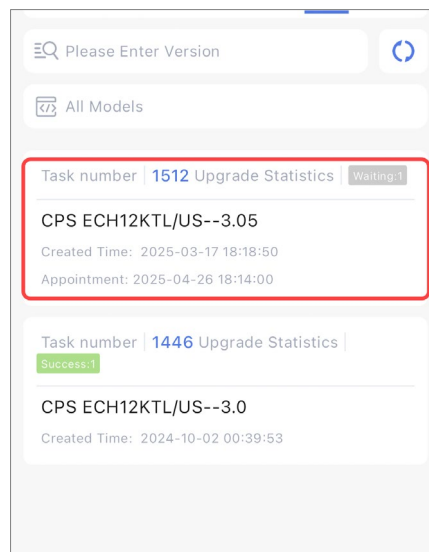 Please Enter Version
All Models
Task number 1512 Upgrade Statistics Waiting:1
CPS ECH12KTL/US--3.05
Created Time: 2025-03-17 18:18:50
Appointment: 2025-04-26 18:14:00
Task number 1446 Upgrade Statistics
Success:1
CPS ECH12KTL/US--3.0
Created Time: 2024-10-02 00:39:53